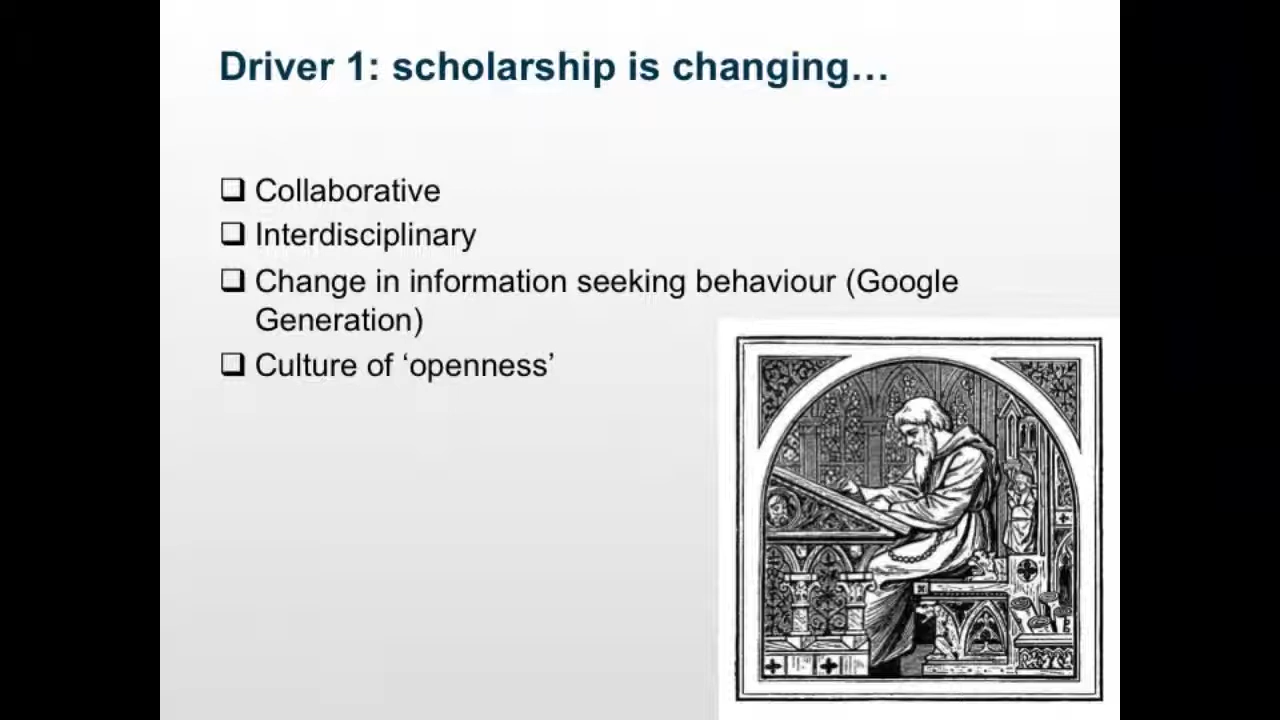 Driver 1: scholarship is changing…
Collaborative
Interdisciplinary
Change in information seeking behaviour (Google
Generation)
Culture of ‘openness’